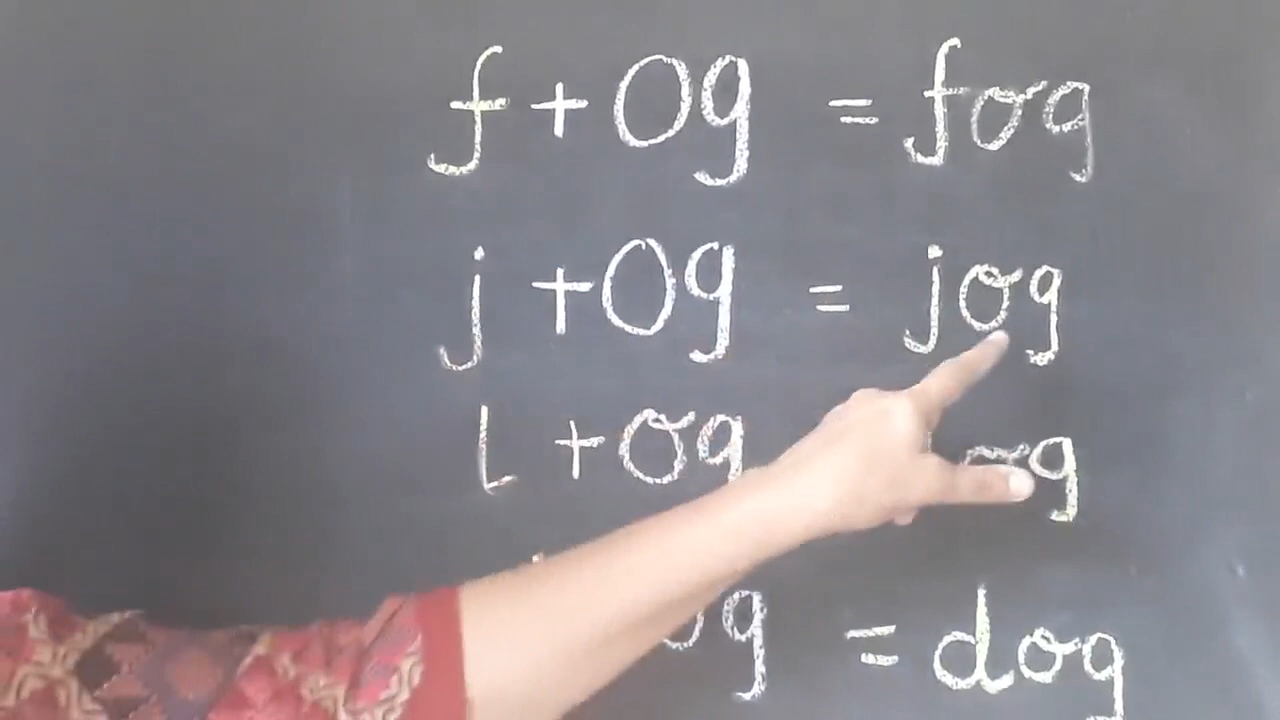 f + og = fog
j + og = jog
l + og og
og = dog